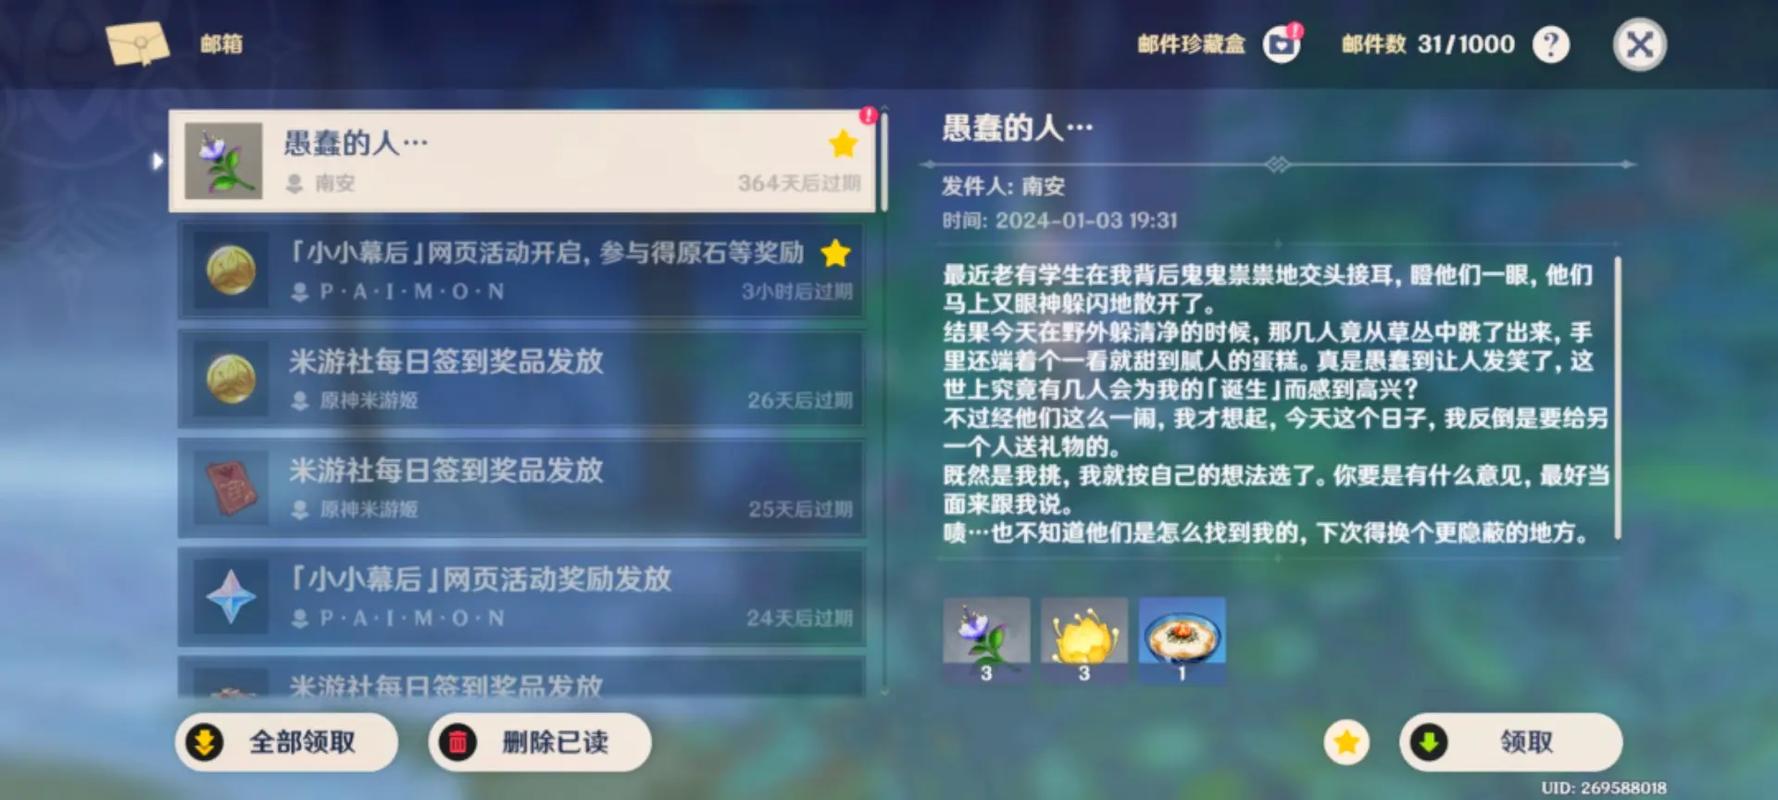 邮箱
邮件珍藏盒
邮件数 31/1000
?
愚蠢的人…
南安
364天后过期
「小小幕后」网页活动开启，参与得原石等奖励
P·A·I·M·O·N
3小时后过期
米游社每日签到奖品发放
原神米游姬
26天后过期
米游社每日签到奖品发放
原神米游姬
25天后过期
「小小幕后」网页活动奖励发放
P·A·I·M·O·N
24天后过期
米游社每日签到奖品发放
全部领取
删除已读
愚蠢的人…
发件人: 南安
时间: 2024-01-03 19:31
最近老有学生在我背后鬼鬼祟祟地交头接耳，瞪他们一眼，他们
马上又眼神躲闪地散开了。
结果今天在野外躲清净的时候，那几人竟从草丛中跳了出来，手
里还端着个一看就甜到腻人的蛋糕。真是愚蠢到让人发笑了，这
世上究竟有几人会为我的「诞生」而感到高兴？
不过经他们这么一闹，我才想起，今天这个日子，我反倒是要给另
一个人送礼物的。
既然是我挑，我就按自己的想法选了。你要是有什么意见，最好当
面来跟我说。
啧…也不知道他们是怎么找到我的，下次得换个更隐蔽的地方。
3
3
1
领取
UID: 269588018